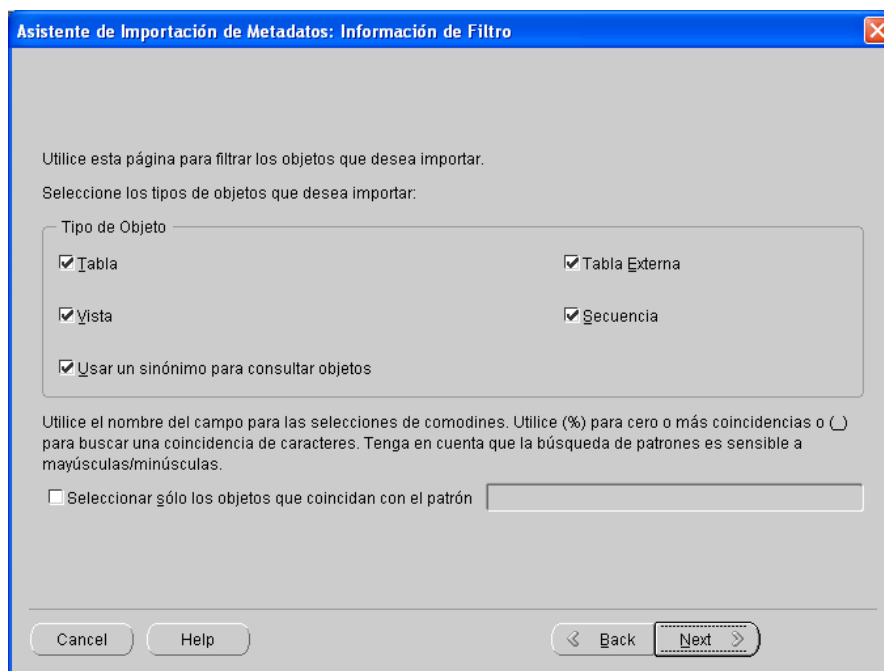 Asistente de Importación de Metadatos: Información de Filtro
Utilice esta página para filtrar los objetos que desea importar.
Seleccione los tipos de objetos que desea importar:
Tipo de Objeto
Tabla
Tabla Externa
Vista
Secuencia
Usar un sinónimo para consultar objetos
Utilice el nombre del campo para las selecciones de comodines. Utilice (%) para cero o más coincidencias o (_)
para buscar una coincidencia de caracteres. Tenga en cuenta que la búsqueda de patrones es sensible a
mayúsculas/minúsculas.
Seleccionar sólo los objetos que coincidan con el patrón
Cancel
Help
Back
Next